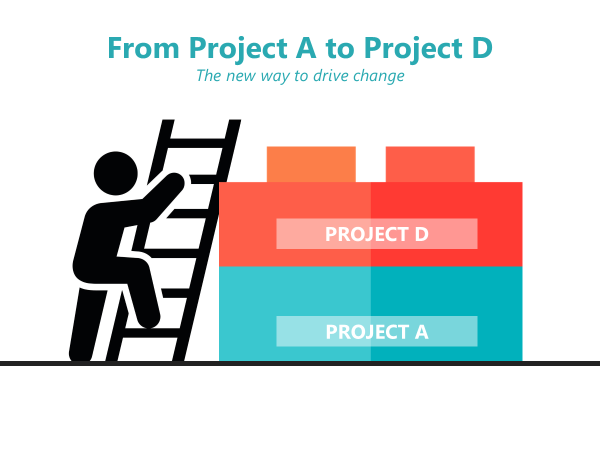 From Project A to Project D
The new way to drive change
PROJECT D
PROJECT A